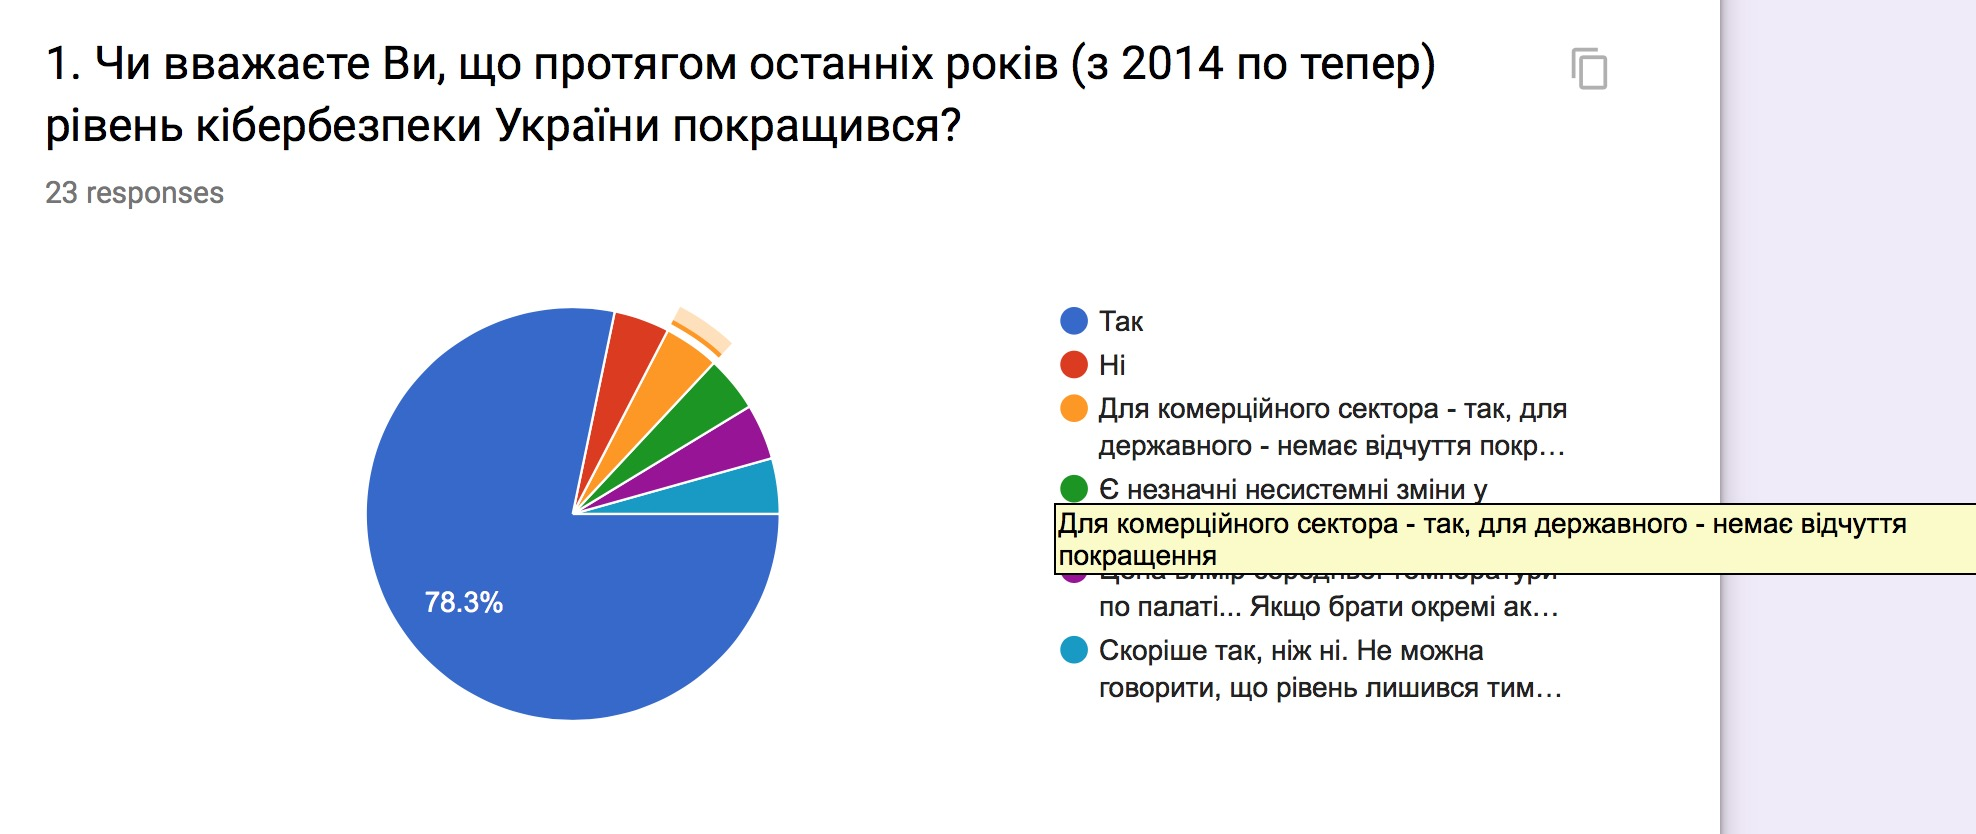 1. Чи вважаєте Ви, що протягом останніх років (з 2014 по тепер)
рівень кібербезпеки України покращився?
23 responses
78.3%
Так
Ні
Для комерційного сектора - так, для
державного - немає відчуття покр...
Є незначні несистемні зміни у
Для комерційного сектора - так, для державного - немає відчуття
покращення
вимір середньої температури
по палаті... Якщо брати окремі ак...
Скоріше так, ніж ні. Не можна
говорити, що рівень лишився тим...